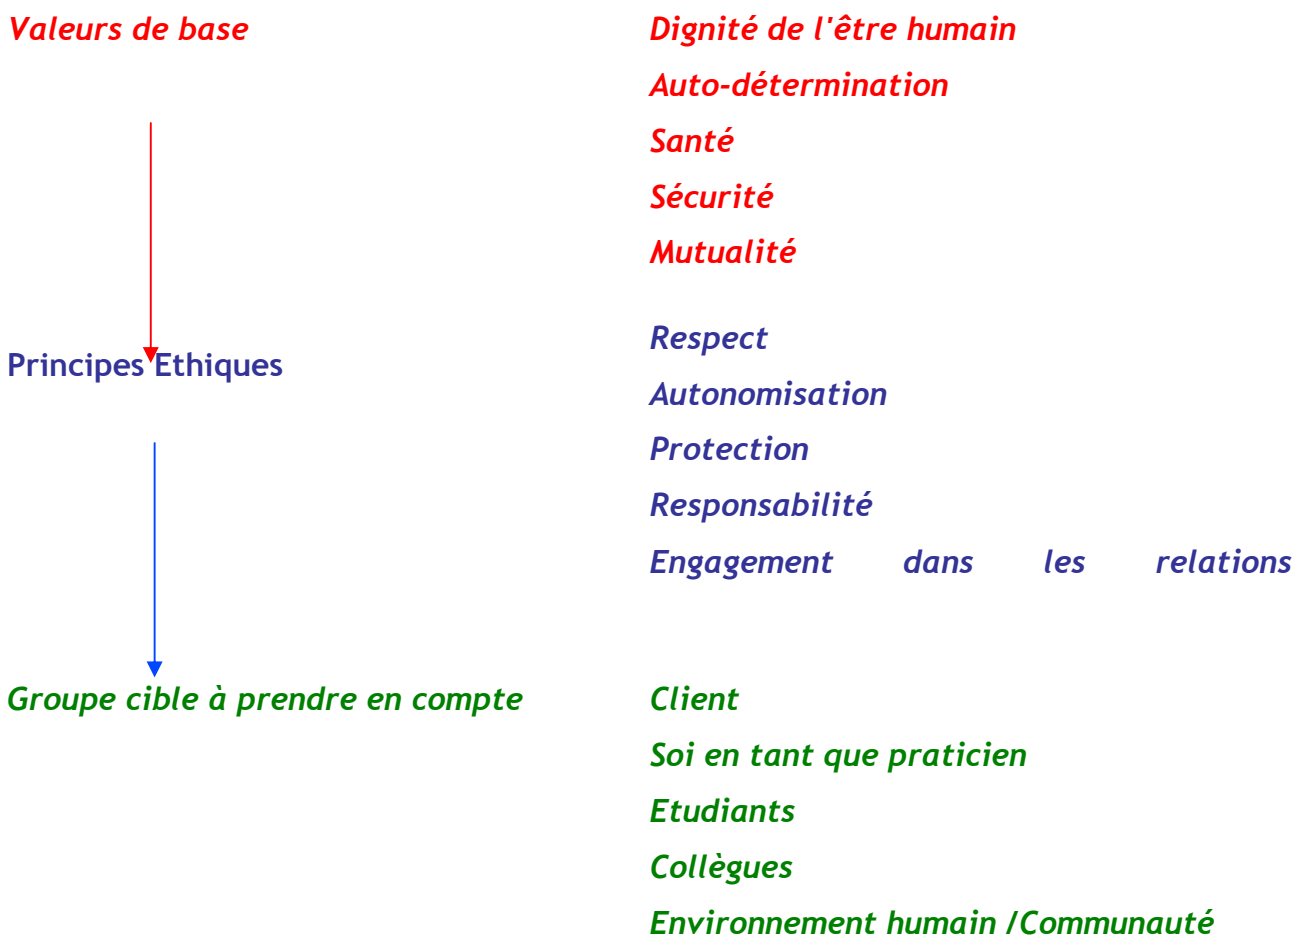 Valeurs de base
Dignité de l'être humain
Auto-détermination
Santé
Sécurité
Mutualité
Principes Ethiques
Respect
Autonomisation
Protection
Responsabilité
Engagement dans les relations
Groupe cible à prendre en compte
Client
Soi en tant que praticien
Etudiants
Collègues
Environnement humain /Communauté